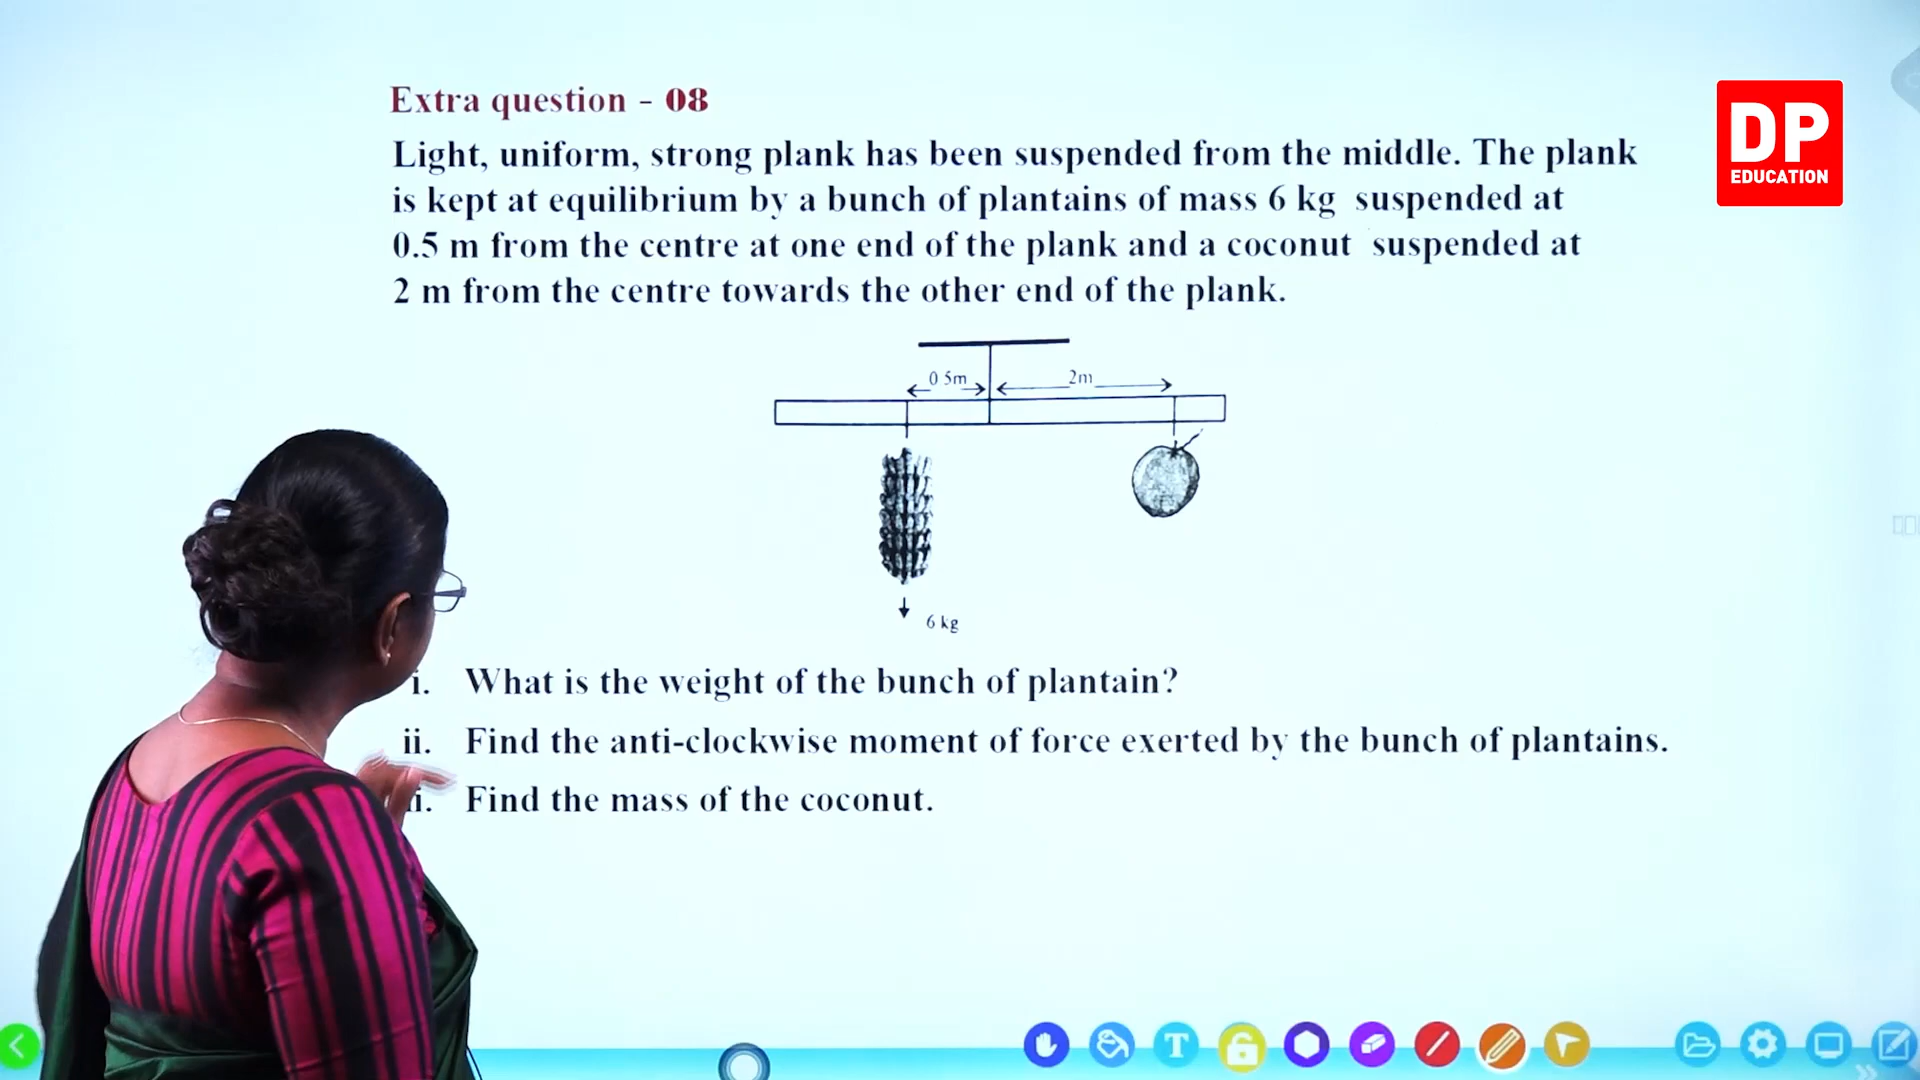 Extra question - 08
DP
EDUCATION
Light, uniform, strong plank has been suspended from the middle. The plank
is kept at equilibrium by a bunch of plantains of mass 6 kg suspended at
0.5 m from the centre at one end of the plank and a coconut suspended at
2 m from the centre towards the other end of the plank.
0 5m
2m
6 kg
i. What is the weight of the bunch of plantain?
ii. Find the anti-clockwise moment of force exerted by the bunch of plantains.
Find the mass of the coconut.
T